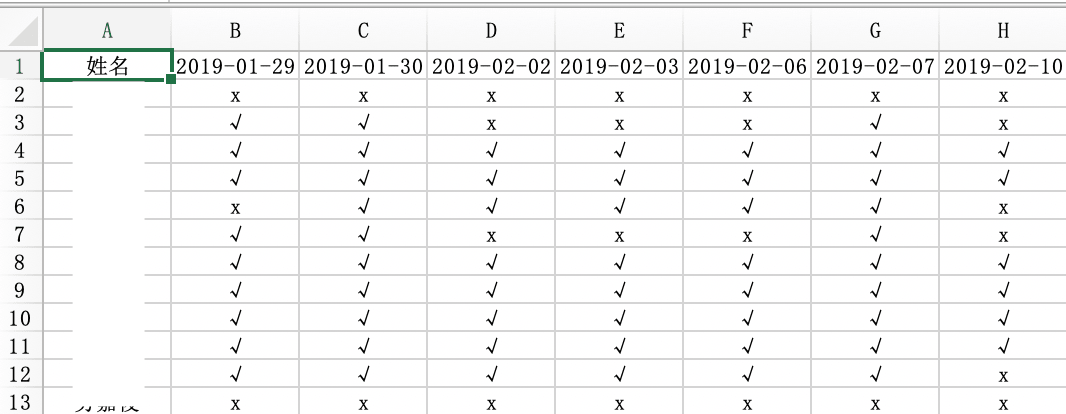 A B C D E F G H
1 姓名 2019-01-29 2019-01-30 2019-02-02 2019-02-03 2019-02-06 2019-02-07 2019-02-10
2 x x x x x x x
3 √ √ x x x √ x
4 √ √ √ √ √ √ √
5 √ √ √ √ √ √ √
6 x √ √ √ √ √ x
7 √ √ x x x √ x
8 √ √ √ √ √ √ √
9 √ √ √ √ √ √ √
10 √ √ √ √ √ √ √
11 √ √ √ √ √ √ √
12 √ √ √ √ √ √ x
13 x x x x x x x